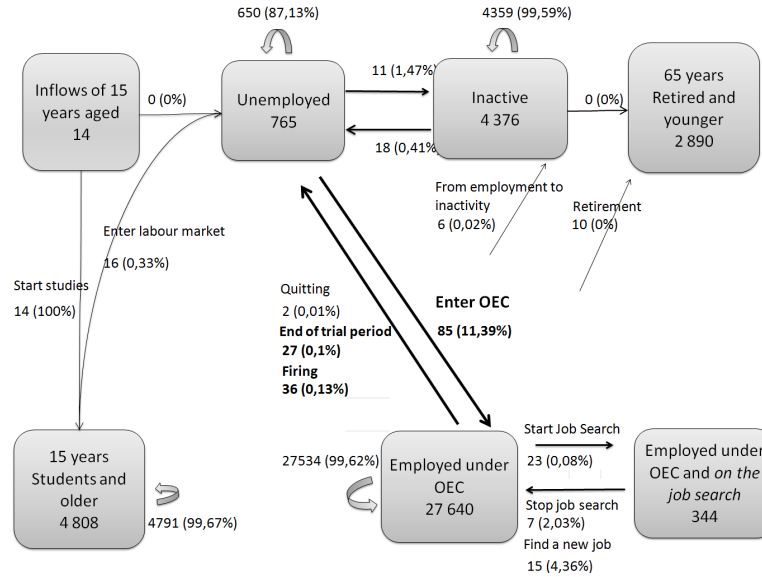 650 (87,13%)
4359 (99,59%)
Inflows of 15
years aged
14
0 (0%)
Unemployed
765
11 (1,47%)
18 (0,41%)
Inactive
4 376
0 (0%)
65 years
Retired and
younger
2 890
From employment to
inactivity
6 (0,02%)
Retirement
10 (0%)
Enter labour market
16 (0,33%)
Start studies
14 (100%)
Quitting
2 (0,01%)
End of trial period
27 (0,1%)
Firing
36 (0,13%)
Enter OEC
85 (11,39%)
15 years
Students and
older
4 808
4791 (99,67%)
27534 (99,62%)
Employed under
OEC
27 640
Start Job Search
23 (0,08%)
Stop job search
7 (2,03%)
Find a new job
15 (4,36%)
Employed under
OEC and on the
job search
344